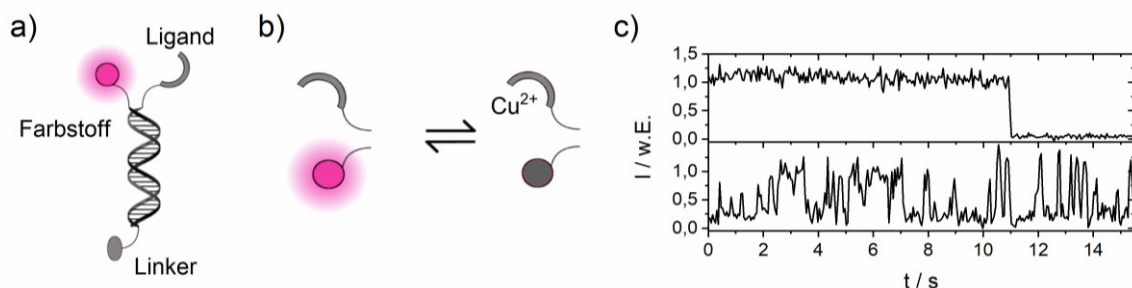 a)
Ligand
Farbstoff
Linker
b)
Cu2+
c)
I / w.E.
1,5
1,0
0,5
0,0
1,0
0,5
0,0
0 2 4 6 8 10 12 14
t / s